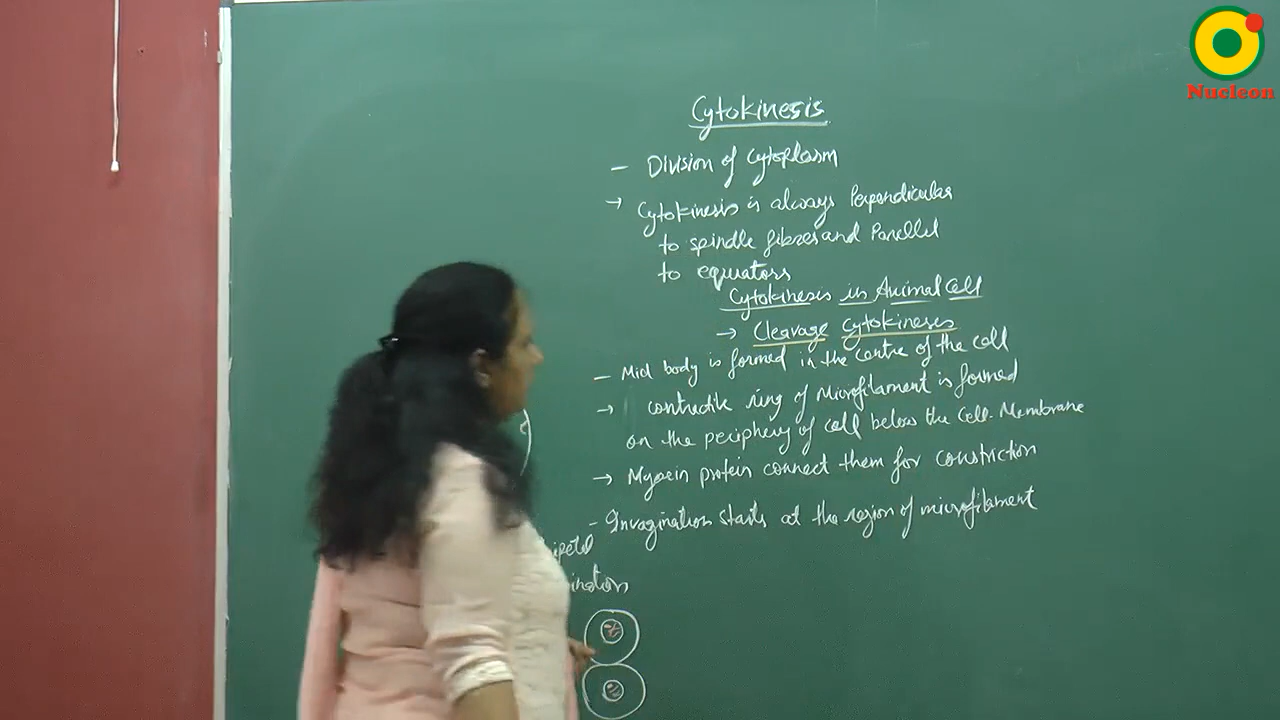 Nucleon
Cytokinesis
- Division of Cytoplasm
→ Cytokinesis is always Perpendicular
to spindle fibres and Parellel
to equators
Cytokinesis in Animal Cell
→ Cleavage Cytokineses
- Mid body is formed in the centre of the cell
→ contractile ring of Microfilament is formed
on the periphery of cell below the Cell-Membrane
→ Myosin protein connect them for constriction
- Invagination starts at the region of microfilament